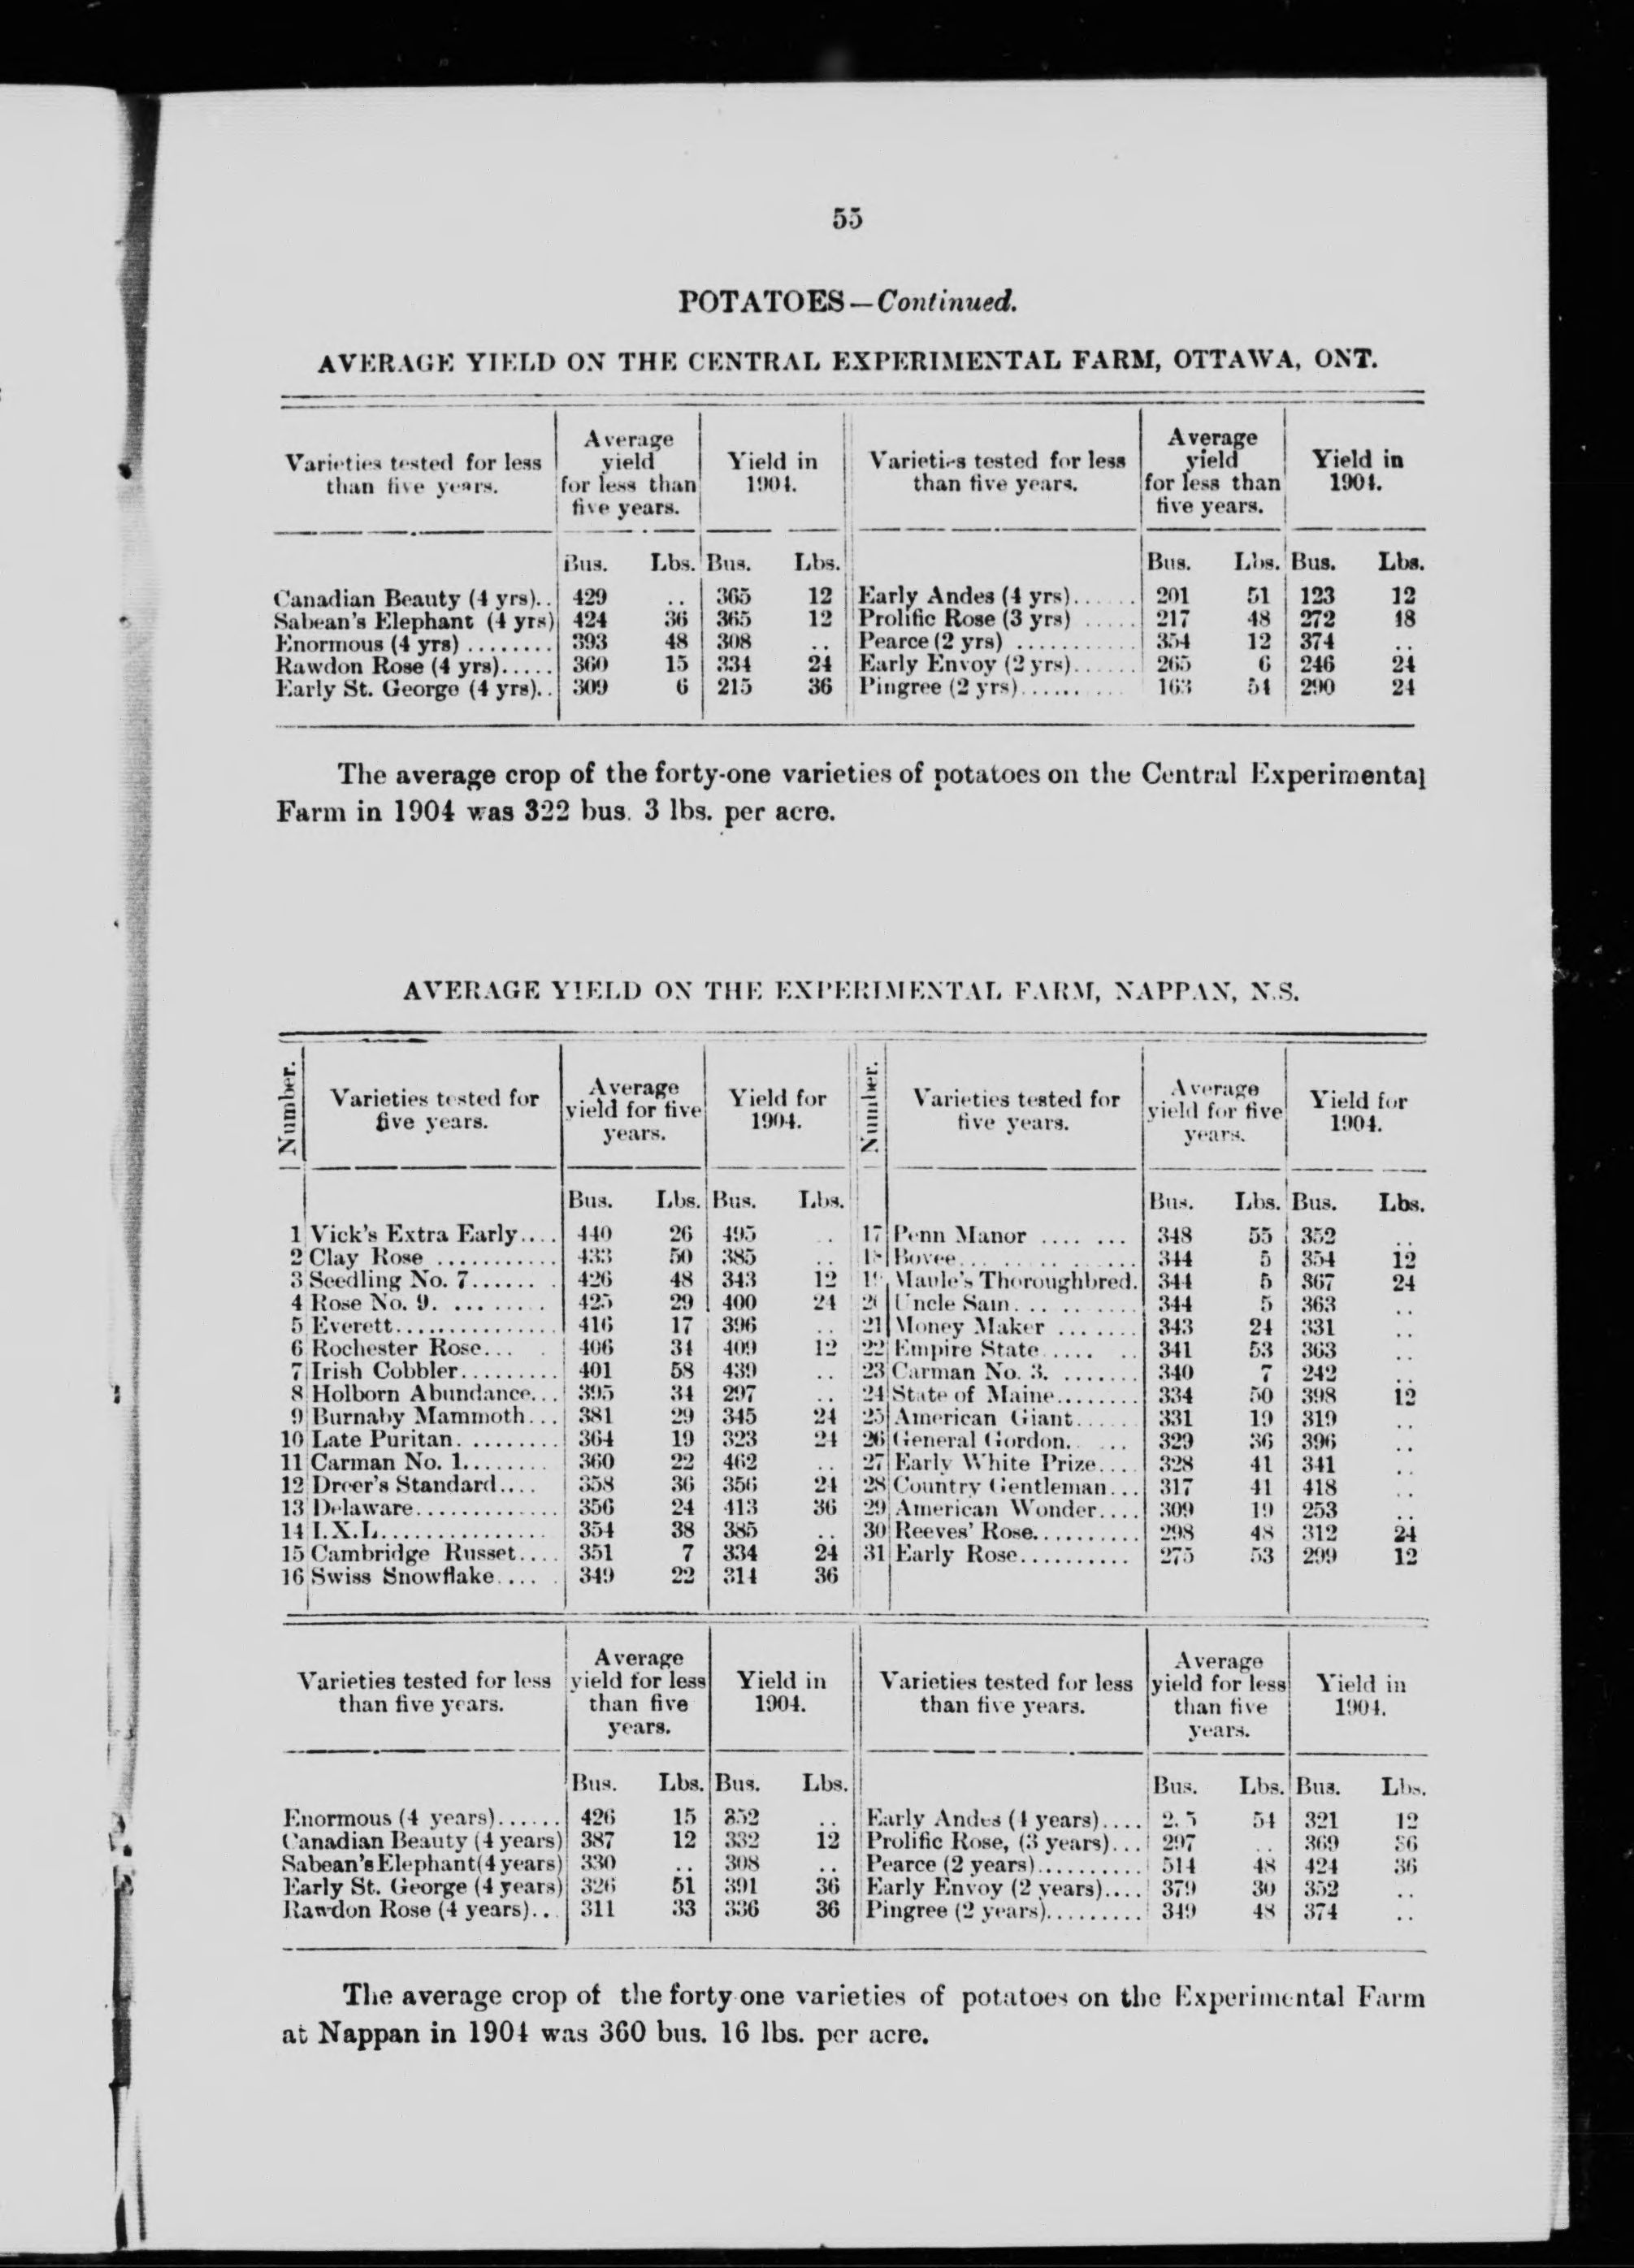 55
POTATOES—Continued.
AVERAGE YIELD ON THE CENTRAL EXPERIMENTAL FARM, OTTAWA, ONT.
Varieties tested for less than five years. Average yield for less than five years. Yield in 1904. Varieties tested for less than five years. Average yield for less than five years. Yield in 1904.
Bus. Lbs. Bus. Lbs. Bus. Lbs. Bus. Lbs.
Canadian Beauty (4 yrs).. 429 .. 365 12 Early Andes (4 yrs)...... 201 51 123 12
Sabean's Elephant (4 yrs) 424 36 365 12 Prolific Rose (3 yrs) ..... 217 48 272 48
Enormous (4 yrs) ........ 393 48 308 .. Pearce (2 yrs) ........... 354 12 374 ..
Rawdon Rose (4 yrs)..... 360 15 334 24 Early Envoy (2 yrs)...... 265 6 246 24
Early St. George (4 yrs).. 309 6 215 36 Pingree (2 yrs).......... 163 54 290 24
The average crop of the forty-one varieties of potatoes on the Central Experimental
Farm in 1904 was 322 bus. 3 lbs. per acre.
AVERAGE YIELD ON THE EXPERIMENTAL FARM, NAPPAN, N.S.
Number. Varieties tested for five years. Average yield for five years. Yield for 1904. Number. Varieties tested for five years. Average yield for five years. Yield for 1904.
Bus. Lbs. Bus. Lbs. Bus. Lbs. Bus. Lbs.
1 Vick's Extra Early.... 440 26 495 .. 17 Penn Manor ....... 348 55 352 ..
2 Clay Rose ........... 433 50 385 .. 18 Bovee.............. 344 5 354 12
3 Seedling No. 7....... 426 48 343 12 19 Maule's Thoroughbred. 344 5 367 24
4 Rose No. 9.......... 425 29 400 24 20 Uncle Sam.......... 344 5 363 ..
5 Everett............... 416 17 396 .. 21 Money Maker ....... 343 24 331 ..
6 Rochester Rose.... 406 34 409 12 22 Empire State....... 341 53 363 ..
7 Irish Cobbler.......... 401 58 439 .. 23 Carman No. 3........ 340 7 242 ..
8 Holborn Abundance... 395 34 297 .. 24 State of Maine........ 334 50 398 12
9 Burnaby Mammoth... 381 29 345 24 25 American Giant...... 331 19 319 ..
10 Late Puritan.......... 364 19 323 24 26 General Gordon..... 329 36 396 ..
11 Carman No. 1........ 360 22 462 .. 27 Early White Prize.... 328 41 341 ..
12 Dreer's Standard.... 358 36 356 24 28 Country Gentleman... 317 41 418 ..
13 Delaware............. 356 24 413 36 29 American Wonder.... 309 19 253 ..
14 I.X.L............... 354 38 385 .. 30 Reeves' Rose.......... 298 48 312 24
15 Cambridge Russet.... 351 7 334 24 31 Early Rose.......... 275 53 299 12
16 Swiss Snowflake..... 349 22 314 36
Varieties tested for less than five years. Average yield for less than five years. Yield in 1904. Varieties tested for less than five years. Average yield for less than five years. Yield in 1904.
Bus. Lbs. Bus. Lbs. Bus. Lbs. Bus. Lbs.
Enormous (4 years)...... 426 15 352 .. Early Andes (4 years).... 54 321 12
Canadian Beauty (4 years) 387 12 332 12 Prolific Rose, (3 years)... 297 .. 369 36
Sabean's Elephant (4 years) 330 .. 308 .. Pearce (2 years).......... 514 48 424 36
Early St. George (4 years) 326 51 391 36 Early Envoy (2 years).... 379 30 352 ..
Rawdon Rose (4 years)... 311 33 336 36 Pingree (2 years)......... 349 48 374 ..
The average crop of the forty one varieties of potatoes on the Experimental Farm
at Nappan in 1904 was 360 bus. 16 lbs. per acre.